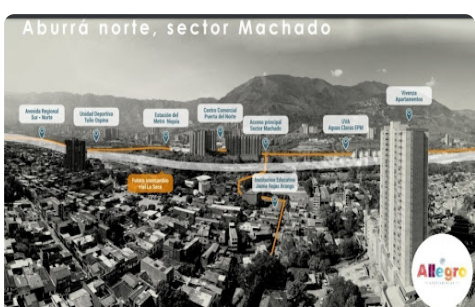 Aburrá norte, sector Machado
Avenida Regional
Sur - Norte
Unidad Deportiva
Tulio Ospina
Estación del
Metro Niquía
Centro Comercial
Puerta del Norte
Acceso principal
Sector Machado
UVA
Aguas Claras EPM
Vivenza
Apartamentos
Futuro intercambio
vial La Seca
Institución Educativa
Jaime Arango Rojas
Allegro